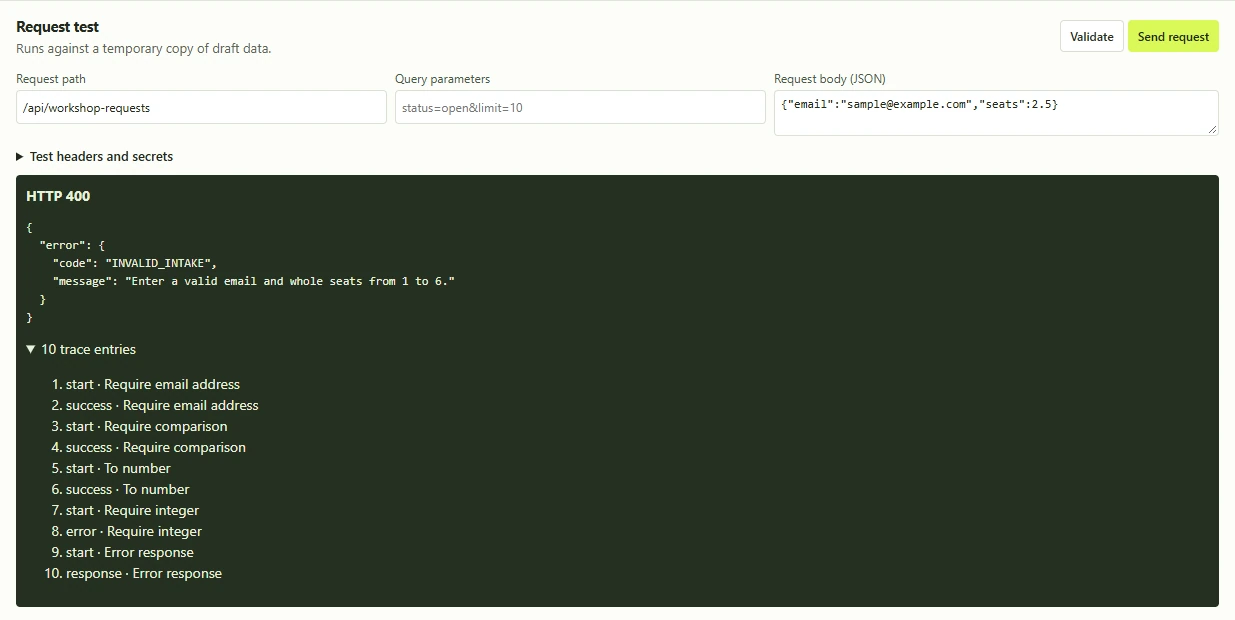 Request test
Runs against a temporary copy of draft data.
Validate
Send request
Request path
Query parameters
Request body (JSON)
/api/workshop-requests
status=open&limit=10
{"email":"sample@example.com","seats":2.5}
Test headers and secrets
HTTP 400
{
  "error": {
    "code": "INVALID_INTAKE",
    "message": "Enter a valid email and whole seats from 1 to 6."
  }
}
10 trace entries
1. start · Require email address
2. success · Require email address
3. start · Require comparison
4. success · Require comparison
5. start · To number
6. success · To number
7. start · Require integer
8. error · Require integer
9. start · Error response
10. response · Error response